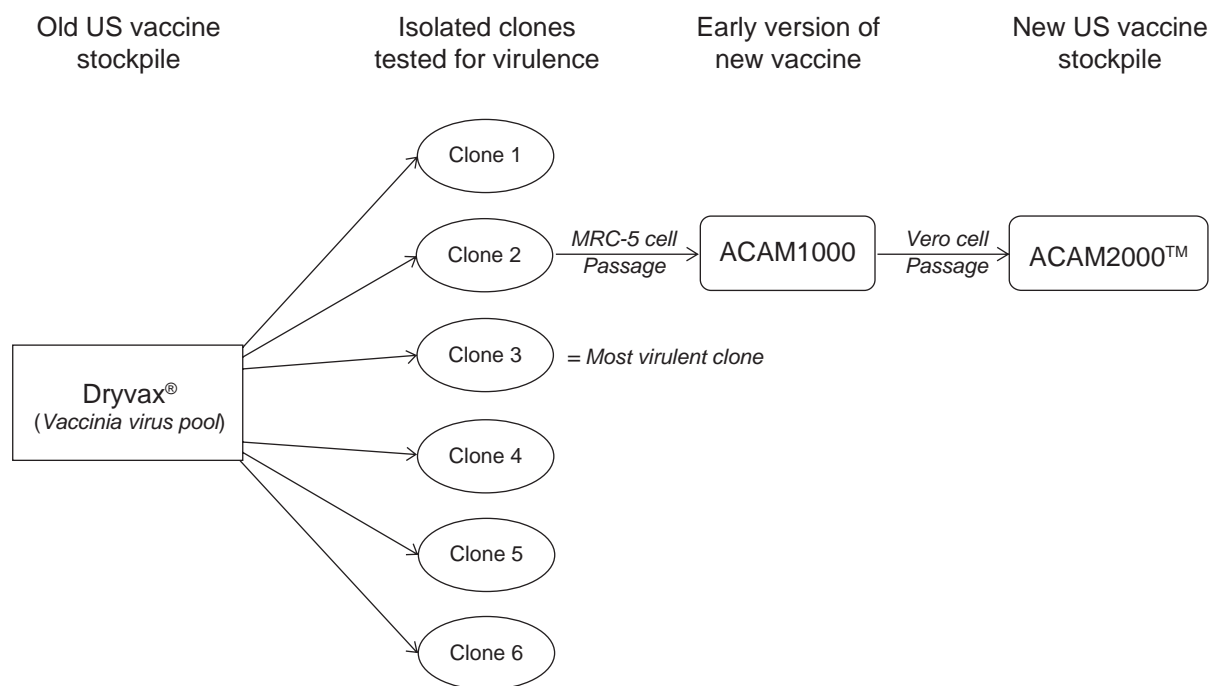 Old US vaccine
stockpile
Isolated clones
tested for virulence
Early version of
new vaccine
New US vaccine
stockpile
Clone 1
Clone 2
MRC-5 cell
Passage
ACAM1000
Vero cell
Passage
ACAM2000™
Clone 3
= Most virulent clone
Dryvax®
(Vaccinia virus pool)
Clone 4
Clone 5
Clone 6